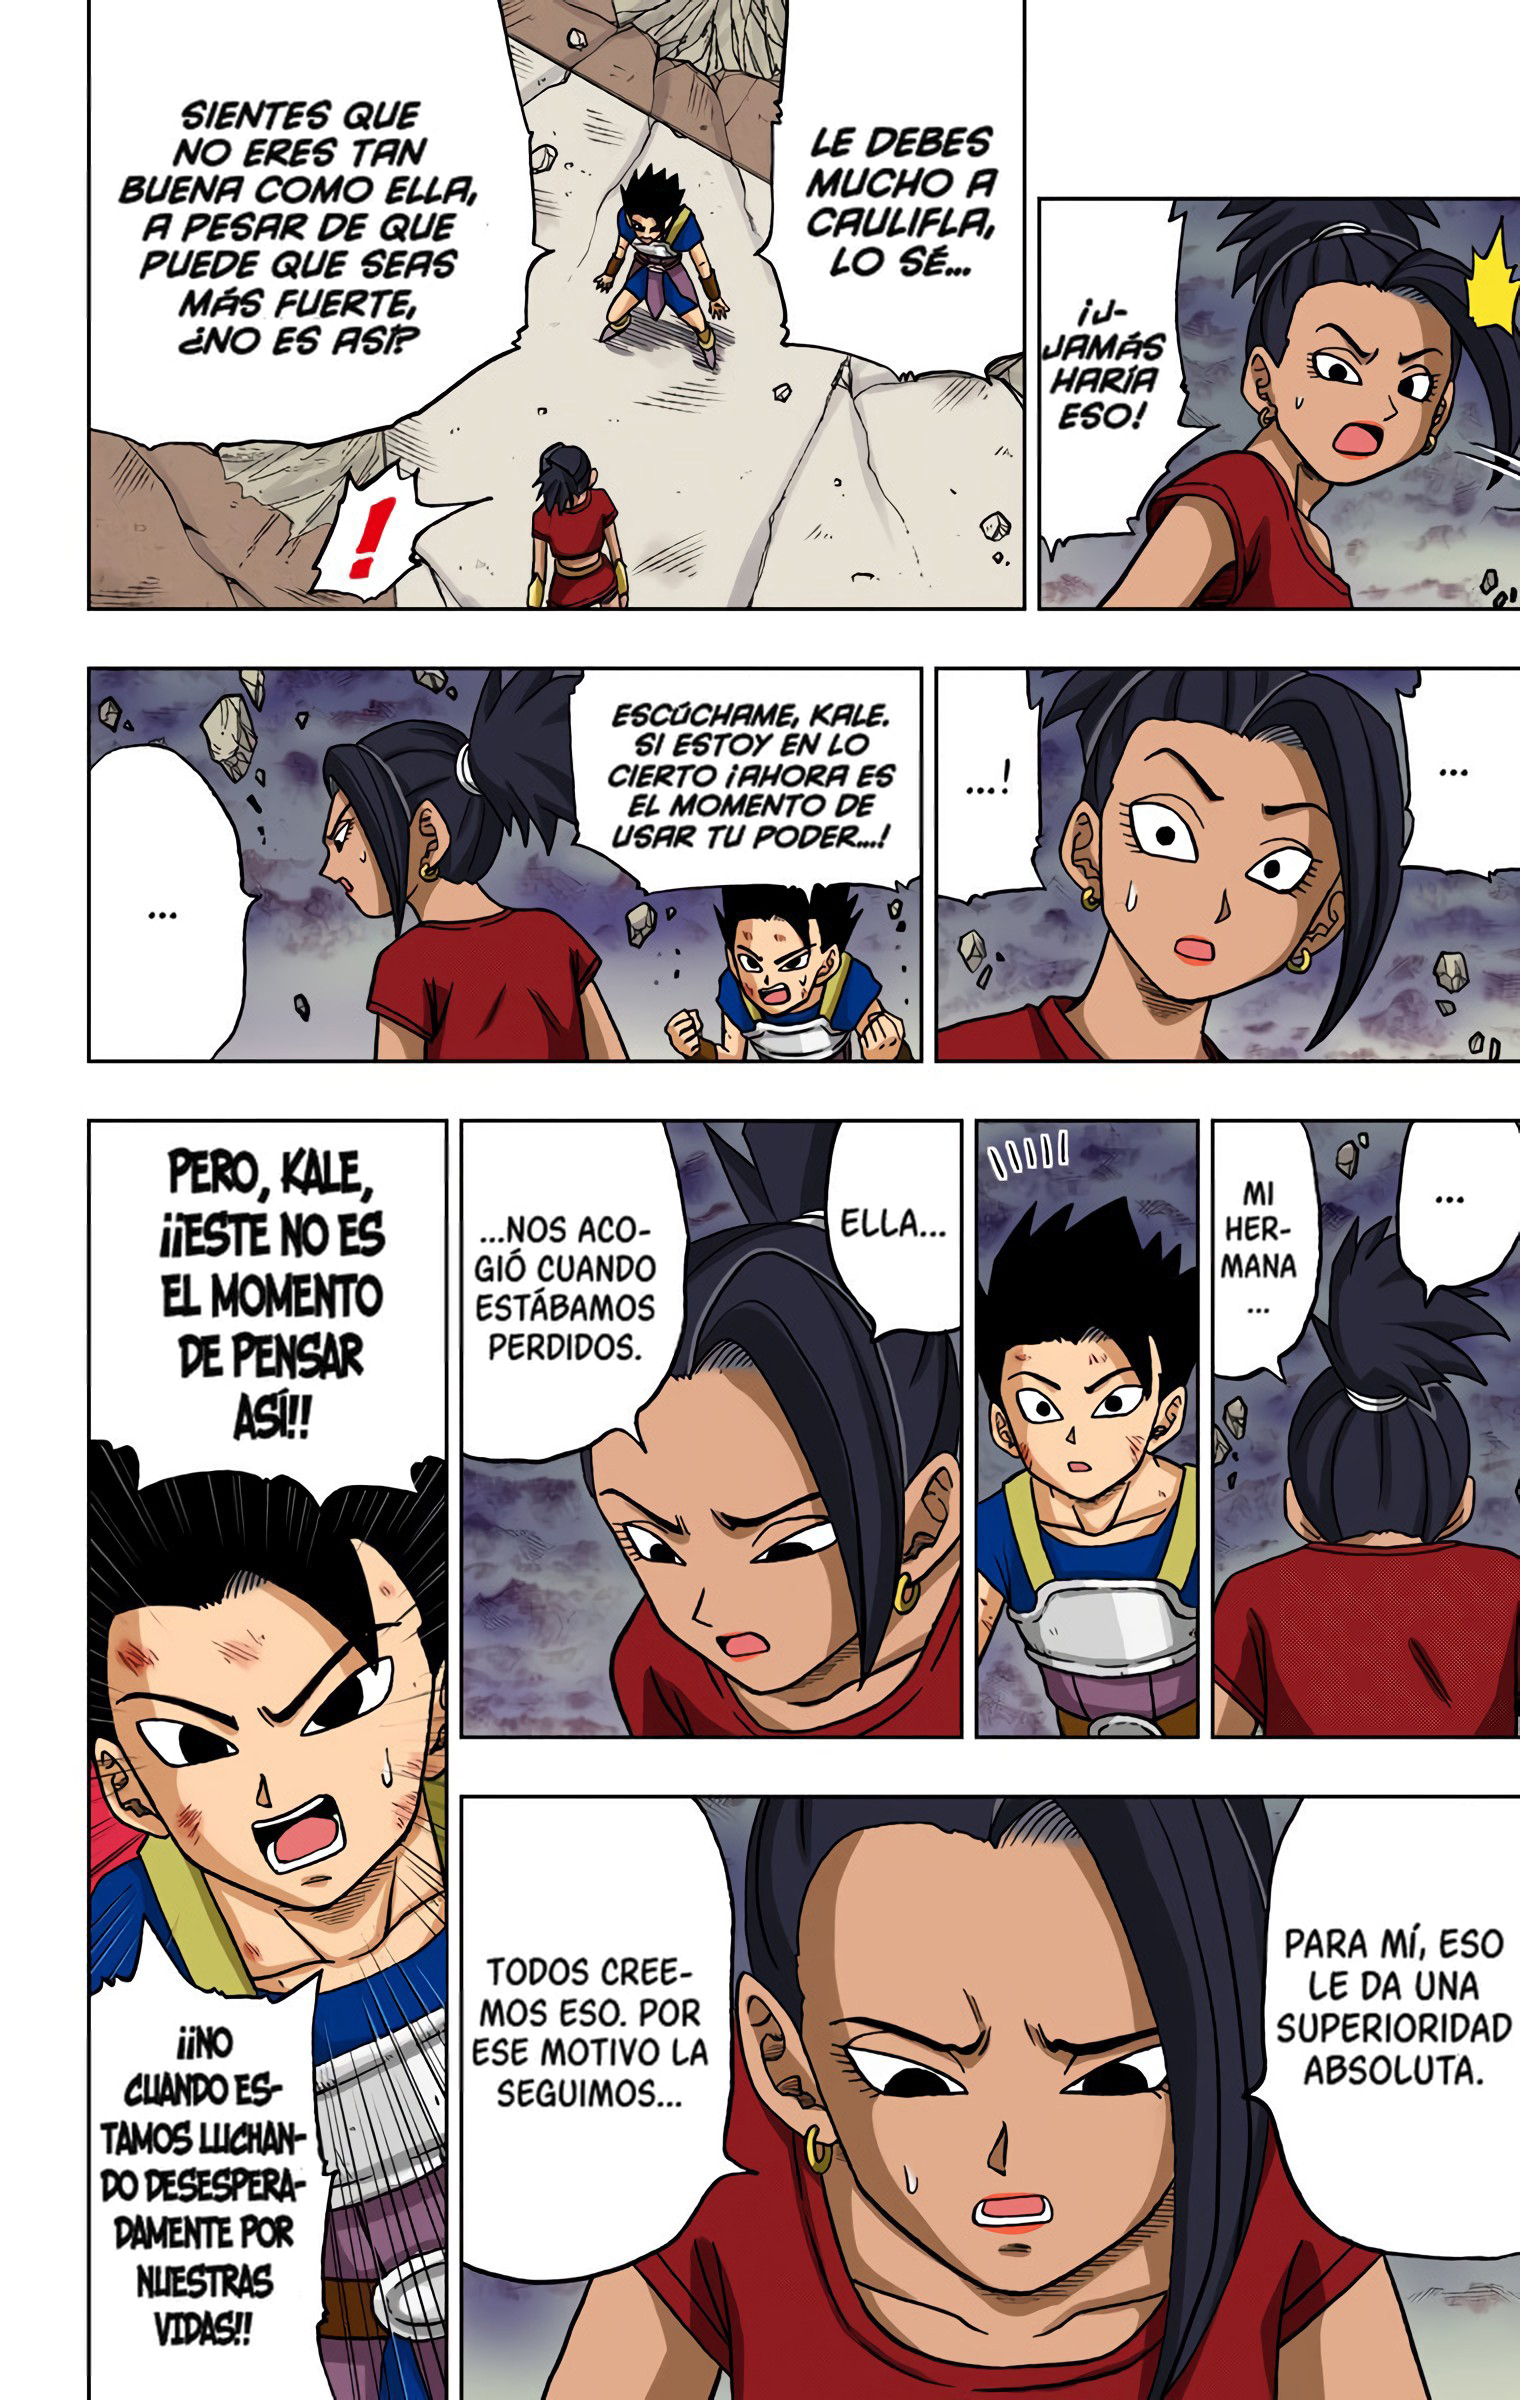 ¡J-
JAMÁS
HARÍA
ESO!
LE DEBES
MUCHO A
CAULIFLA,
LO SÉ...
SIENTES QUE
NO ERES TAN
BUENA COMO ELLA,
A PESAR DE QUE
PUEDE QUE SEAS
MÁS FUERTE,
¿NO ES ASÍ?
!
...
...!
ESCÚCHAME, KALE.
SI ESTOY EN LO
CIERTO ¡AHORA ES
EL MOMENTO DE
USAR TU PODER...!
...
...
MI
HER-
MANA
...
ELLA...
...NOS ACO-
GIÓ CUANDO
ESTÁBAMOS
PERDIDOS.
PARA MÍ, ESO
LE DA UNA
SUPERIORIDAD
ABSOLUTA.
TODOS CREE-
MOS ESO. POR
ESE MOTIVO LA
SEGUIMOS...
PERO, KALE,
¡¡ESTE NO ES
EL MOMENTO
DE PENSAR
ASÍ!!
¡¡NO
CUANDO ES-
TAMOS LUCHAN-
DO DESESPERA-
DAMENTE POR
NUESTRAS
VIDAS!!